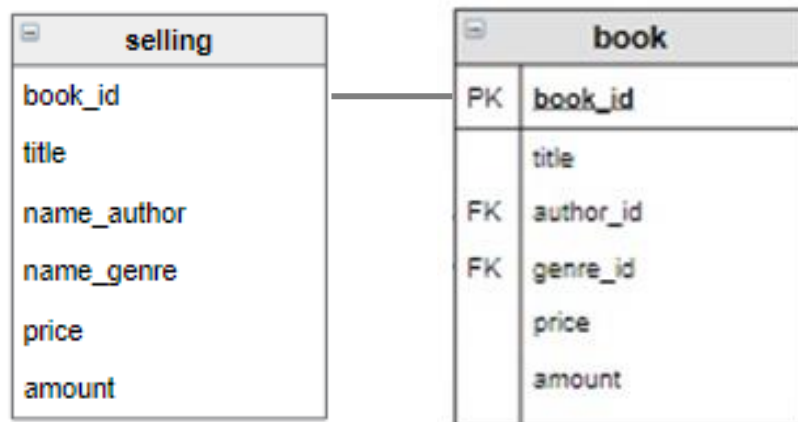 selling
book_id
title
name_author
name_genre
price
amount
book
PK book_id
title
FK author_id
FK genre_id
price
amount